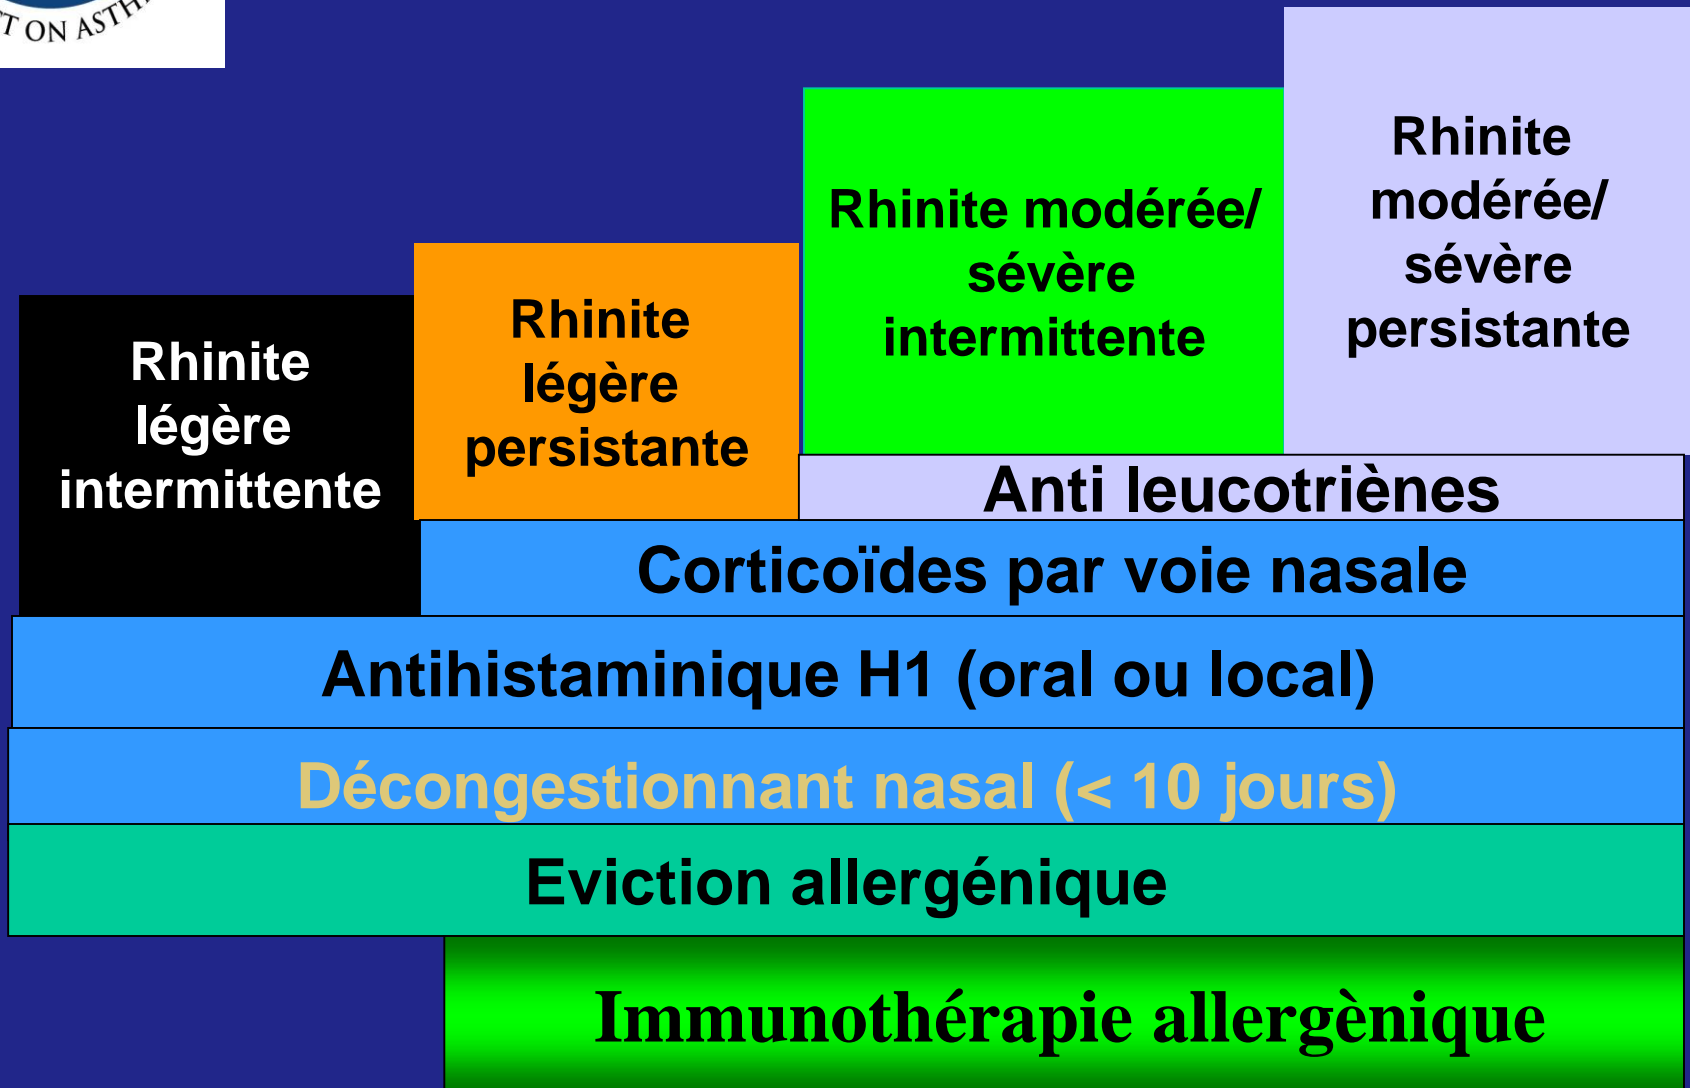 T ON ASTH
Rhinite
légère
intermittente
Rhinite
légère
persistante
Rhinite modérée/
sévère
intermittente
Rhinite
modérée/
sévère
persistante
Anti leucotriènes
Corticoïdes par voie nasale
Antihistaminique H1 (oral ou local)
Décongestionnant nasal (< 10 jours)
Eviction allergénique
Immunothérapie allergènique